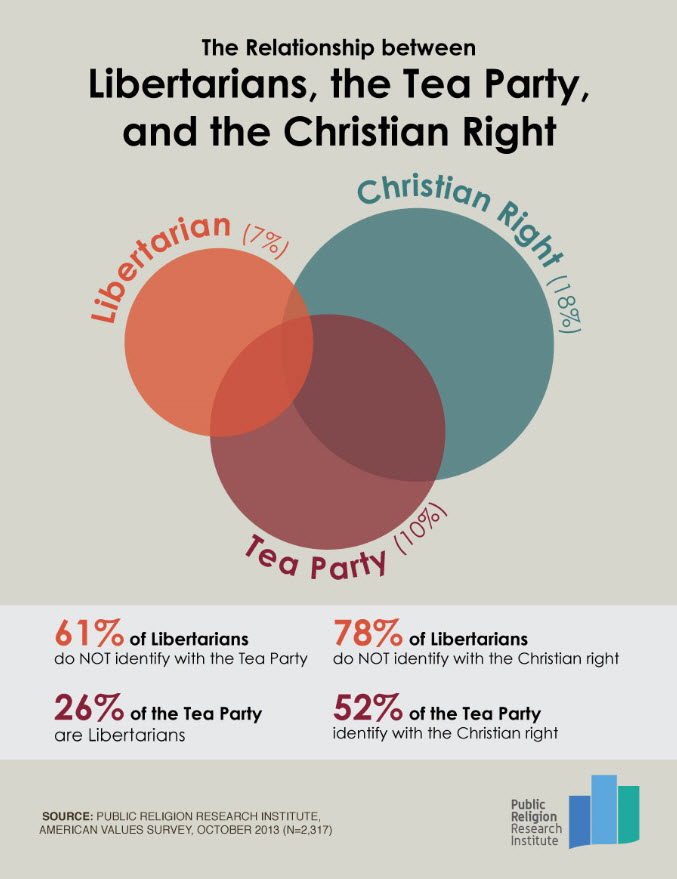 The Relationship between
Libertarians, the Tea Party,
and the Christian Right
Libertarian (7%)
Christian Right (18%)
Tea Party (10%)
61% of Libertarians
do NOT identify with the Tea Party
78% of Libertarians
do NOT identify with the Christian right
26% of the Tea Party
are Libertarians
52% of the Tea Party
identify with the Christian right
SOURCE: PUBLIC RELIGION RESEARCH INSTITUTE,
AMERICAN VALUES SURVEY, OCTOBER 2013 (N=2,317)
Public
Religion
Research
Institute